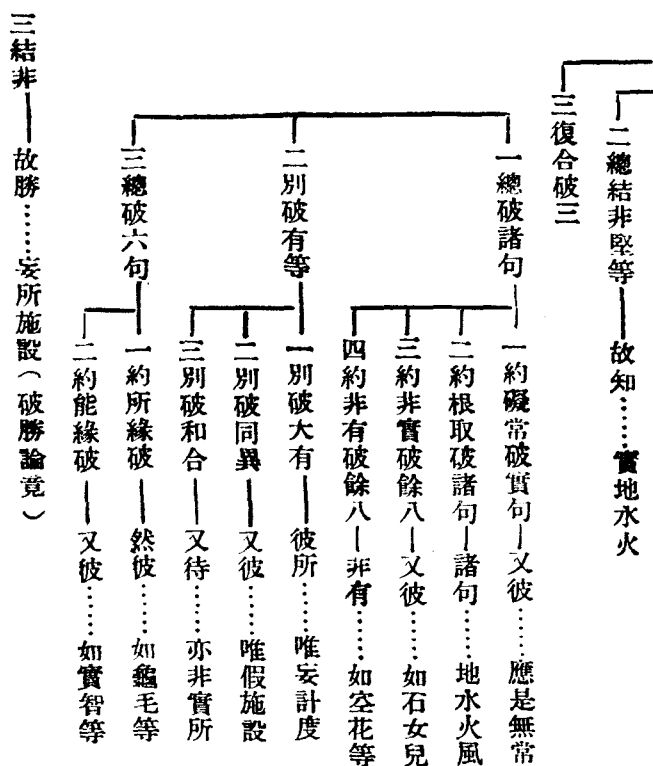 二總結非堅等——故知……實地水火
三復合破三
一總破諸句
一約礙常破實句—又彼……應是無常
二約根取破諸句—諸句……地水火風
三約非實破餘八—又彼……如石女兒
四約非有破餘八—非有……如空花等
二別破有等
一別破大有——彼所……唯妄計度
二別破同異——又彼……唯假施設
三別破和合——又待……亦非實所
三總破六句
一約所緣破——然彼……如龜毛等
二約能緣破——又彼……如實智等
三結非——故勝……妄所施設(破勝論竟)